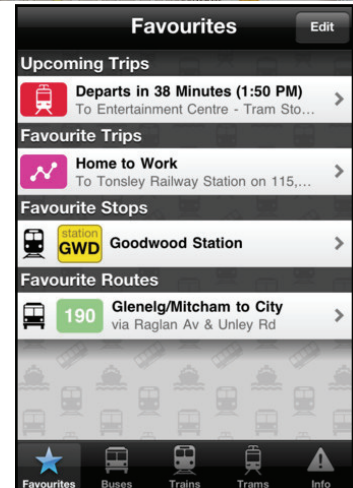 Favourites
Edit
Upcoming Trips
Departs in 38 Minutes (1:50 PM)
To Entertainment Centre - Tram Sto...
Favourite Trips
Home to Work
To Tonsley Railway Station on 115,...
Favourite Stops
station
GWD
Goodwood Station
Favourite Routes
190
Glenelg/Mitcham to City
via Raglan Av & Unley Rd
Favourites Buses Trains Trams Info